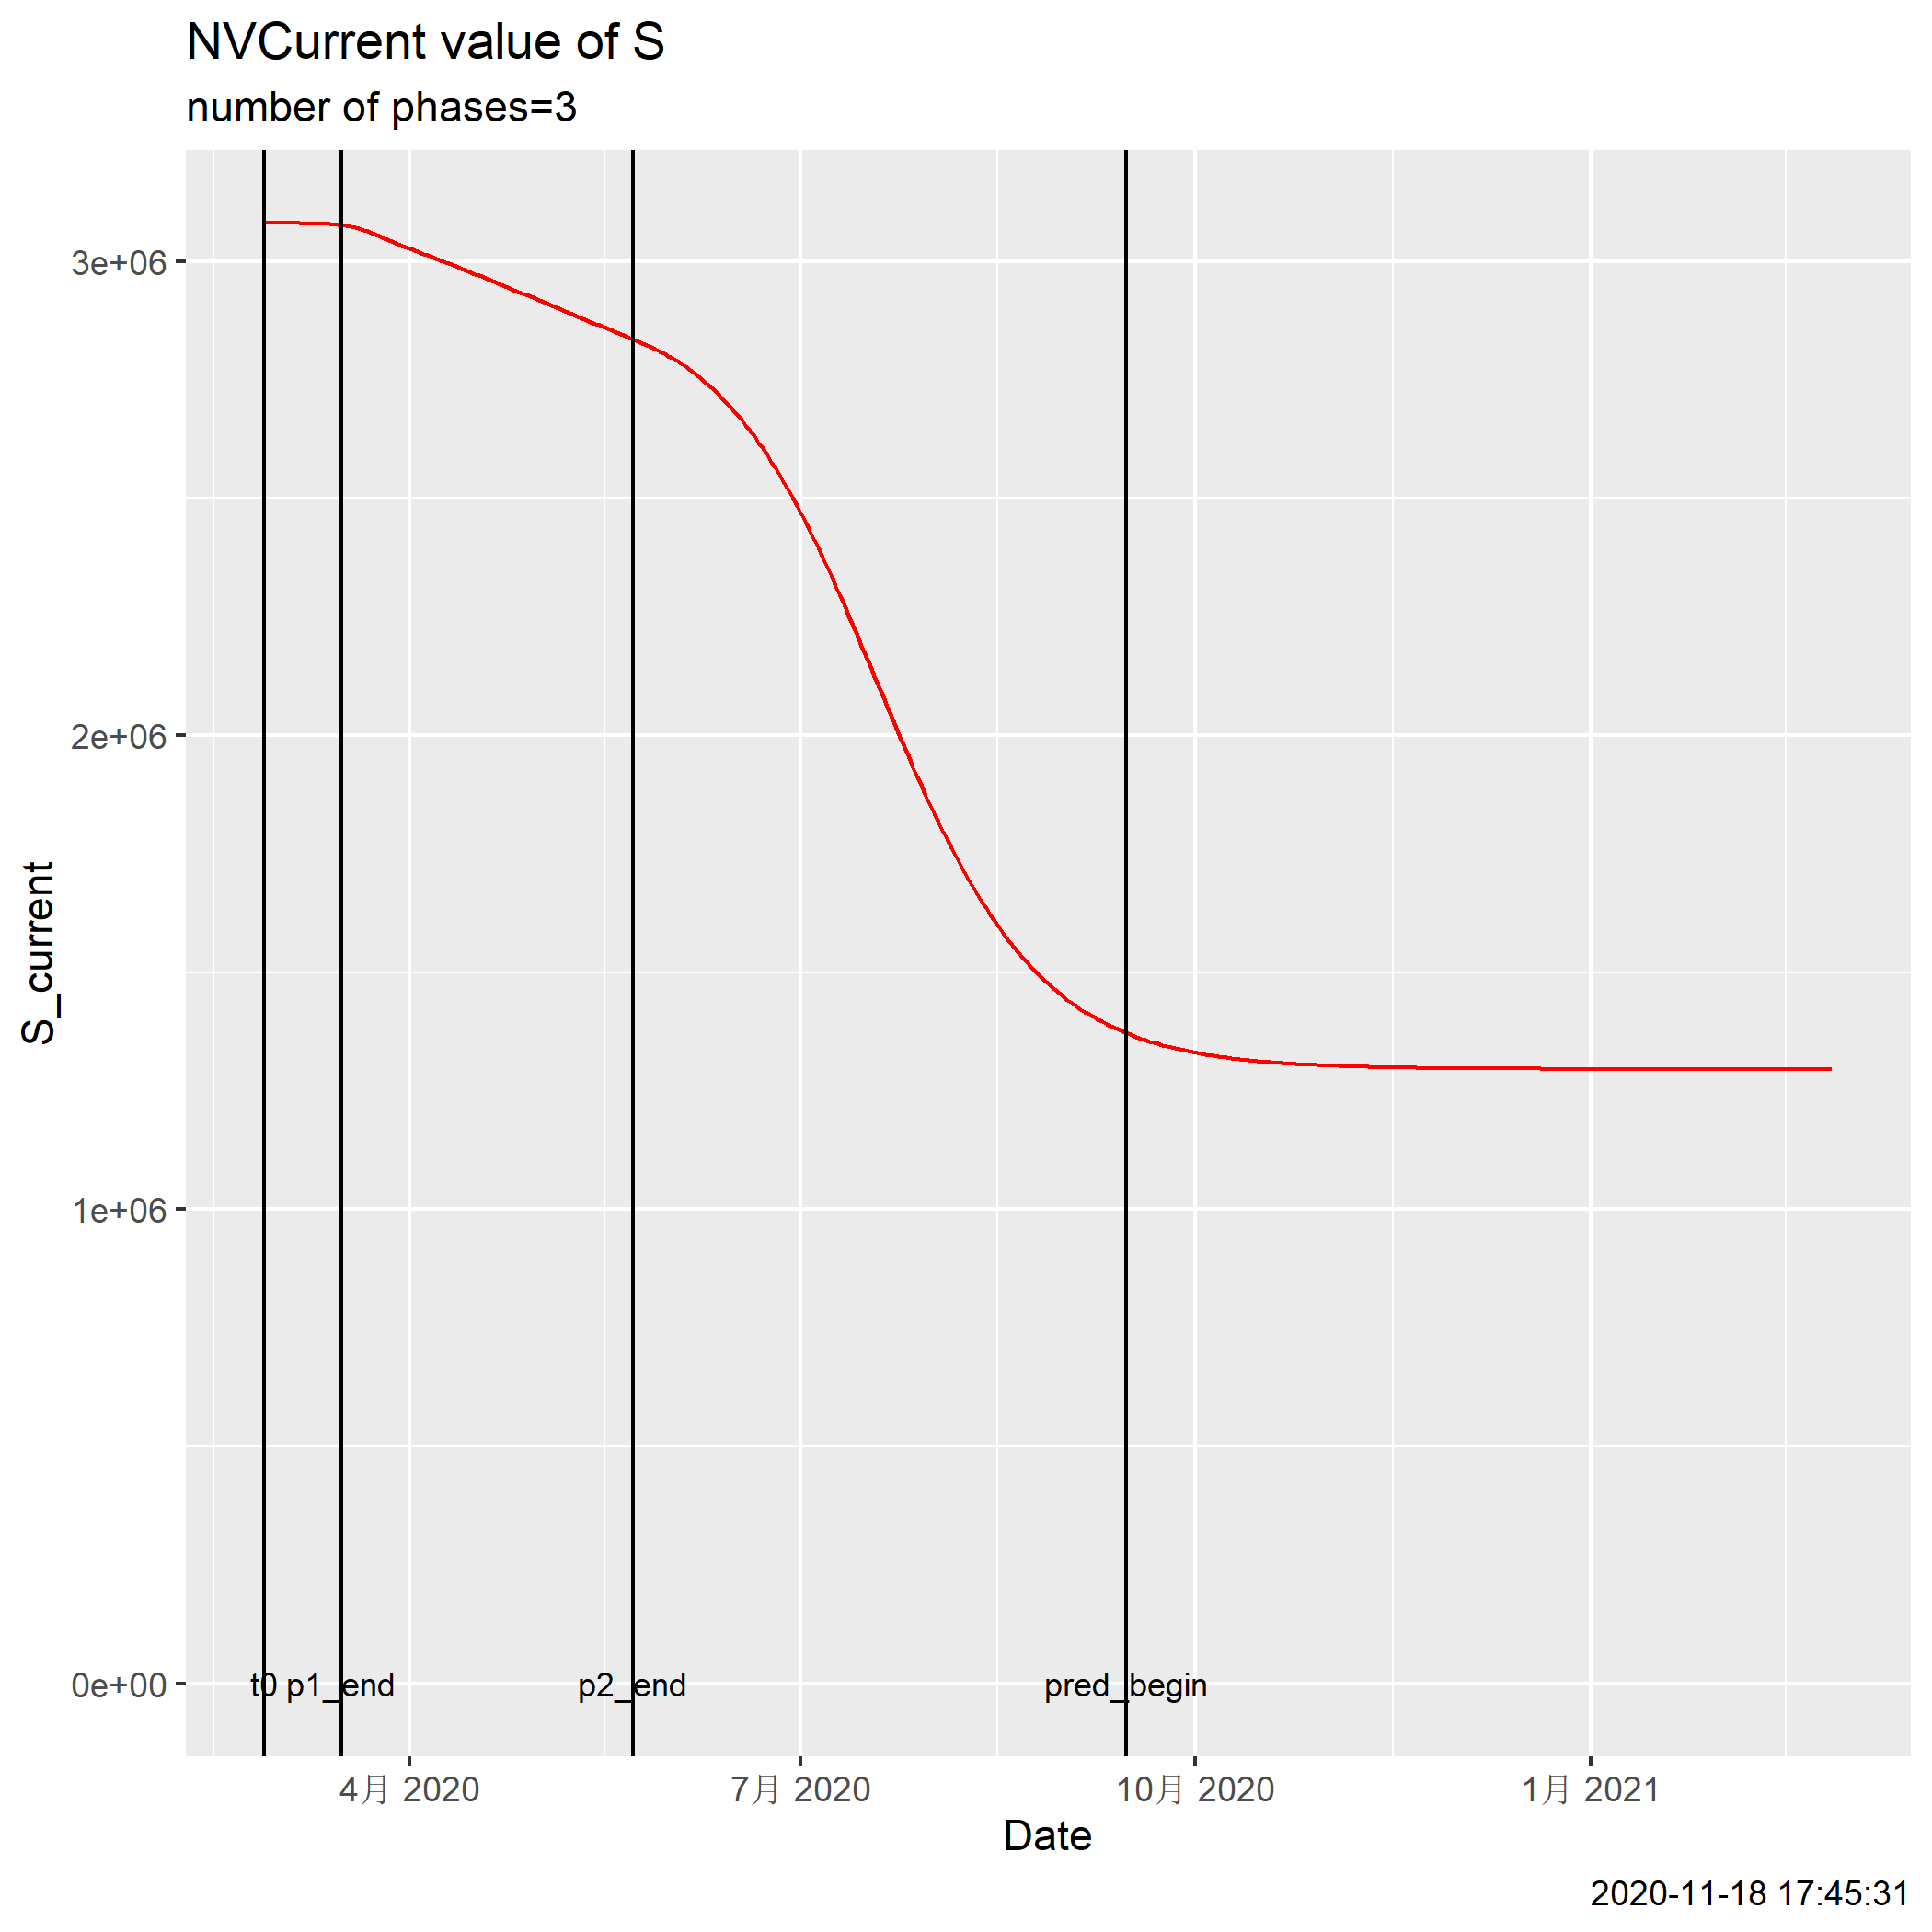 NVCurrent value of S
number of phases=3
S_current
3e+06
2e+06
1e+06
0e+00
t0 p1_end p2_end pred_begin
4月 2020 7月 2020 10月 2020 1月 2021
Date
2020-11-18 17:45:31